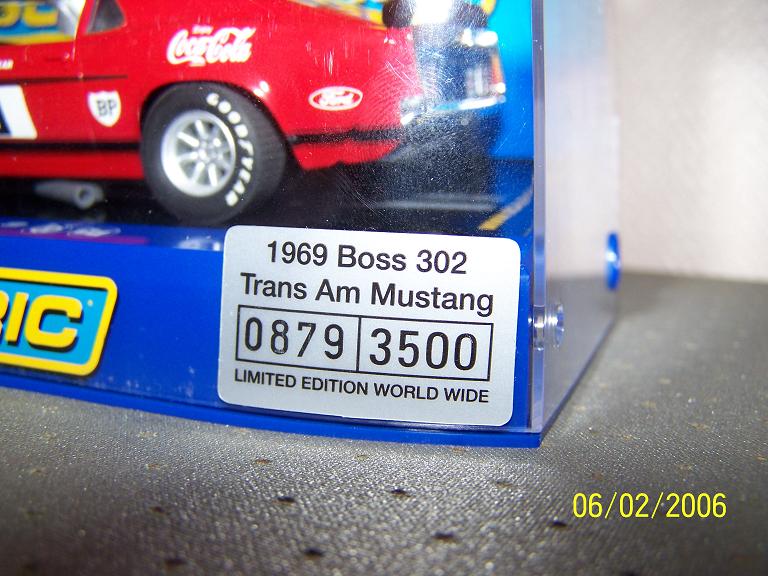 Enjoy
Coca-Cola
Ford
BP
GOODYEAR
RIC
1969 Boss 302
Trans Am Mustang
0879 3500
LIMITED EDITION WORLD WIDE
06/02/2006